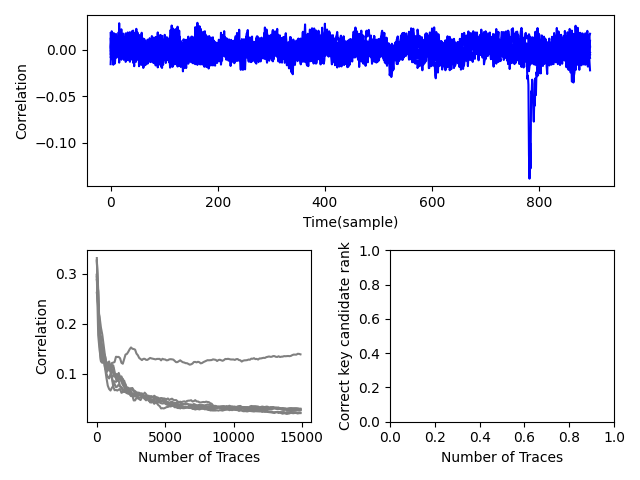 0.00
−0.05
−0.10
Correlation
0 200 400 600 800
Time(sample)
0.3
0.2
0.1
Correlation
0 5000 10000 15000
Number of Traces
1.0
0.8
0.6
0.4
0.2
0.0
Correct key candidate rank
0.0 0.2 0.4 0.6 0.8 1.0
Number of Traces